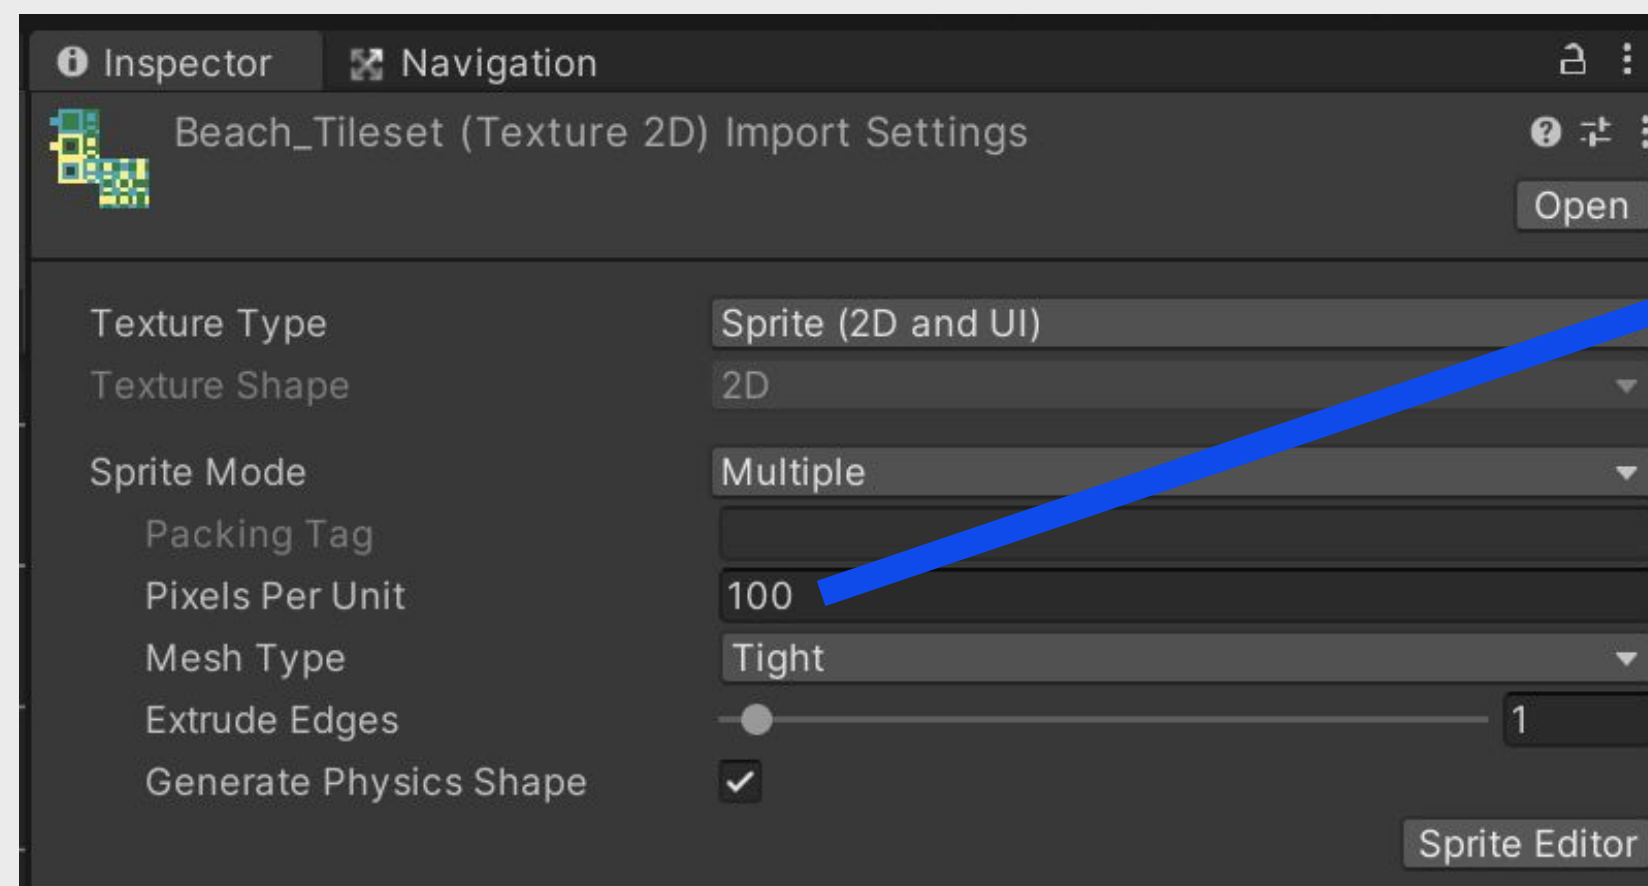 Inspector Navigation
Beach_Tileset (Texture 2D) Import Settings
Open
Texture Type Sprite (2D and UI)
Texture Shape 2D
Sprite Mode Multiple
Packing Tag
Pixels Per Unit 100
Mesh Type Tight
Extrude Edges 1
Generate Physics Shape
Sprite Editor